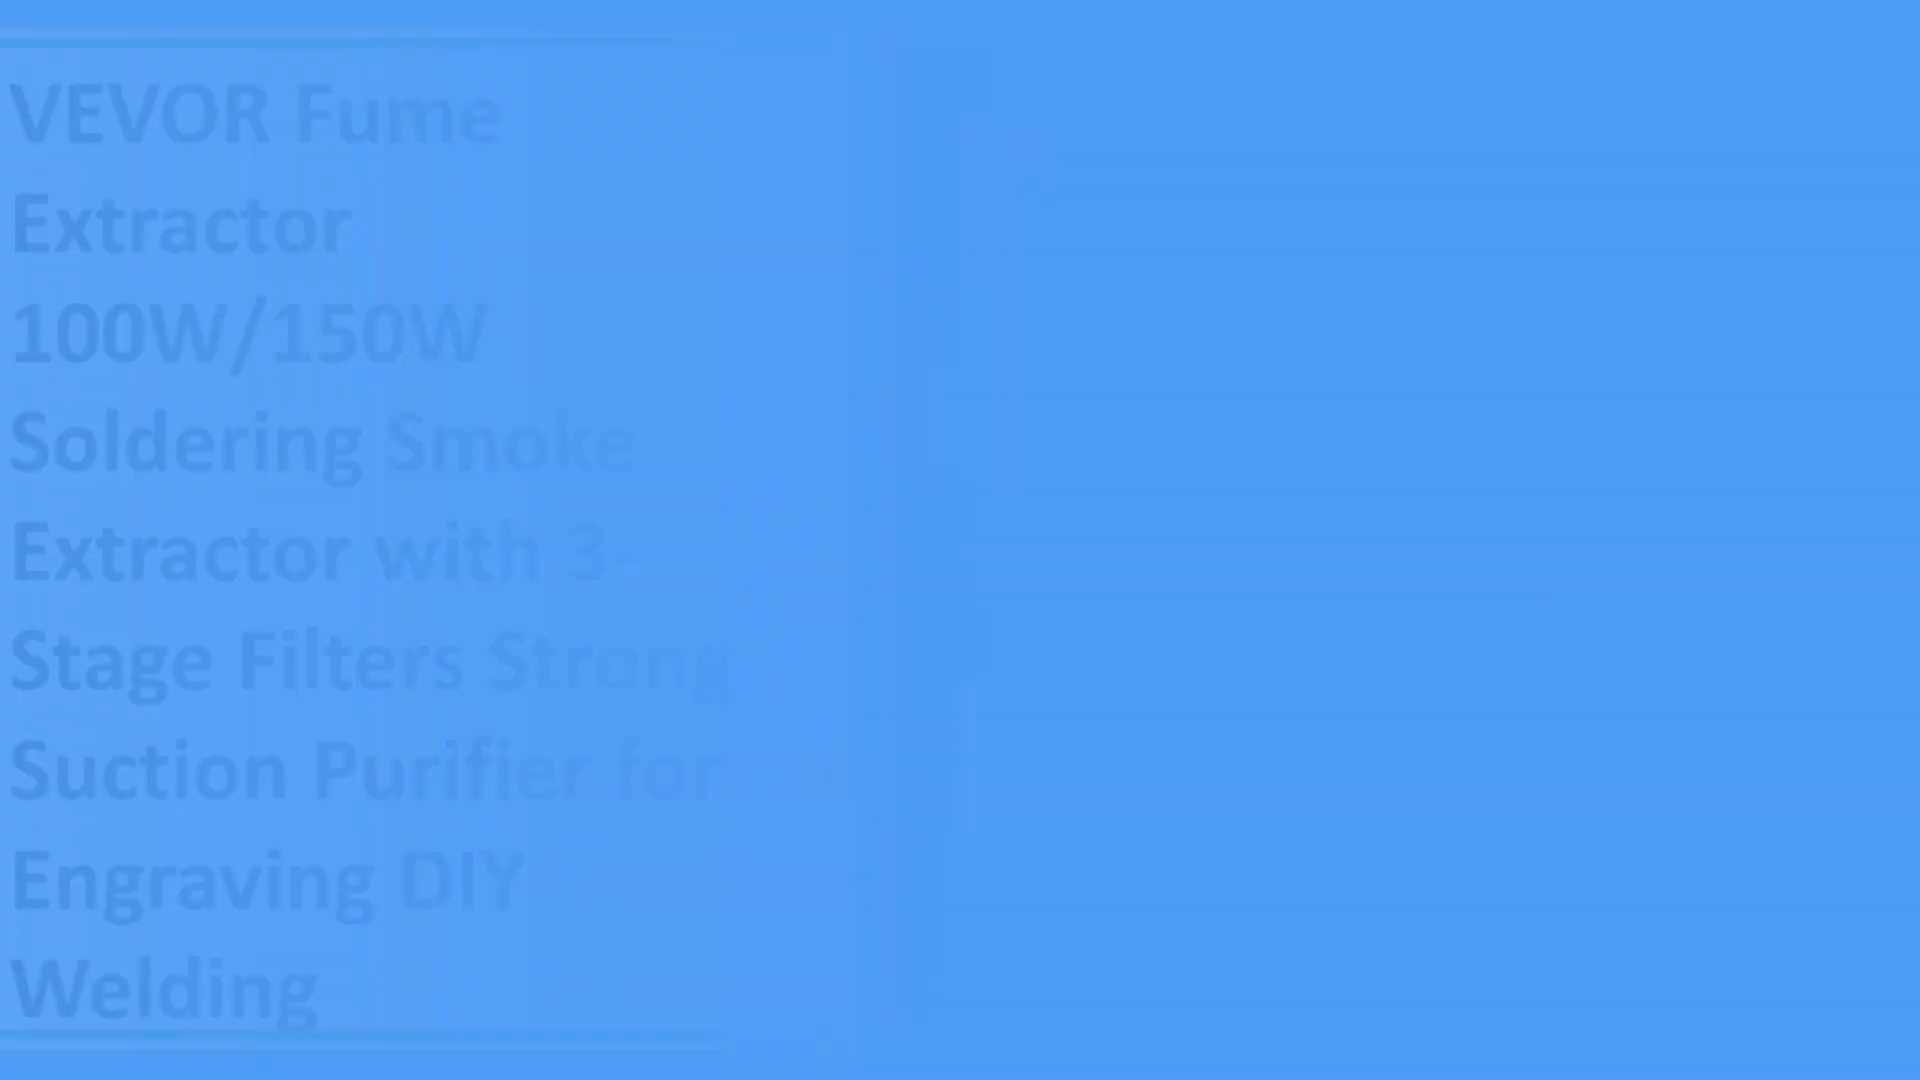 VEVOR Fume
Extractor
100W/150W
Soldering Smoke
Extractor with 3-
Stage Filters Strong
Suction Purifier for
Engraving DIY
Welding